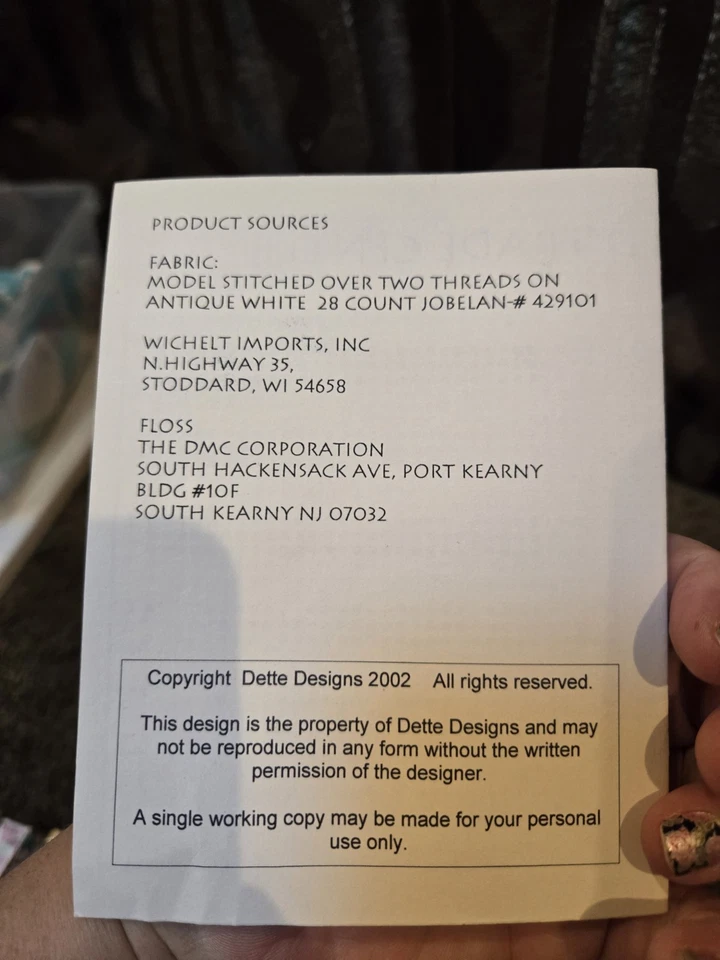 PRODUCT SOURCES
FABRIC:
MODEL STITCHED OVER TWO THREADS ON
ANTIQUE WHITE 28 COUNT JOBELAN-# 429101
WICHELT IMPORTS, INC
N.HIGHWAY 35,
STODDARD, WI 54658
FLOSS
THE DMC CORPORATION
SOUTH HACKENSACK AVE, PORT KEARNY
BLDG #10F
SOUTH KEARNY NJ 07032
Copyright Dette Designs 2002 All rights reserved.
This design is the property of Dette Designs and may
not be reproduced in any form without the written
permission of the designer.
A single working copy may be made for your personal
use only.